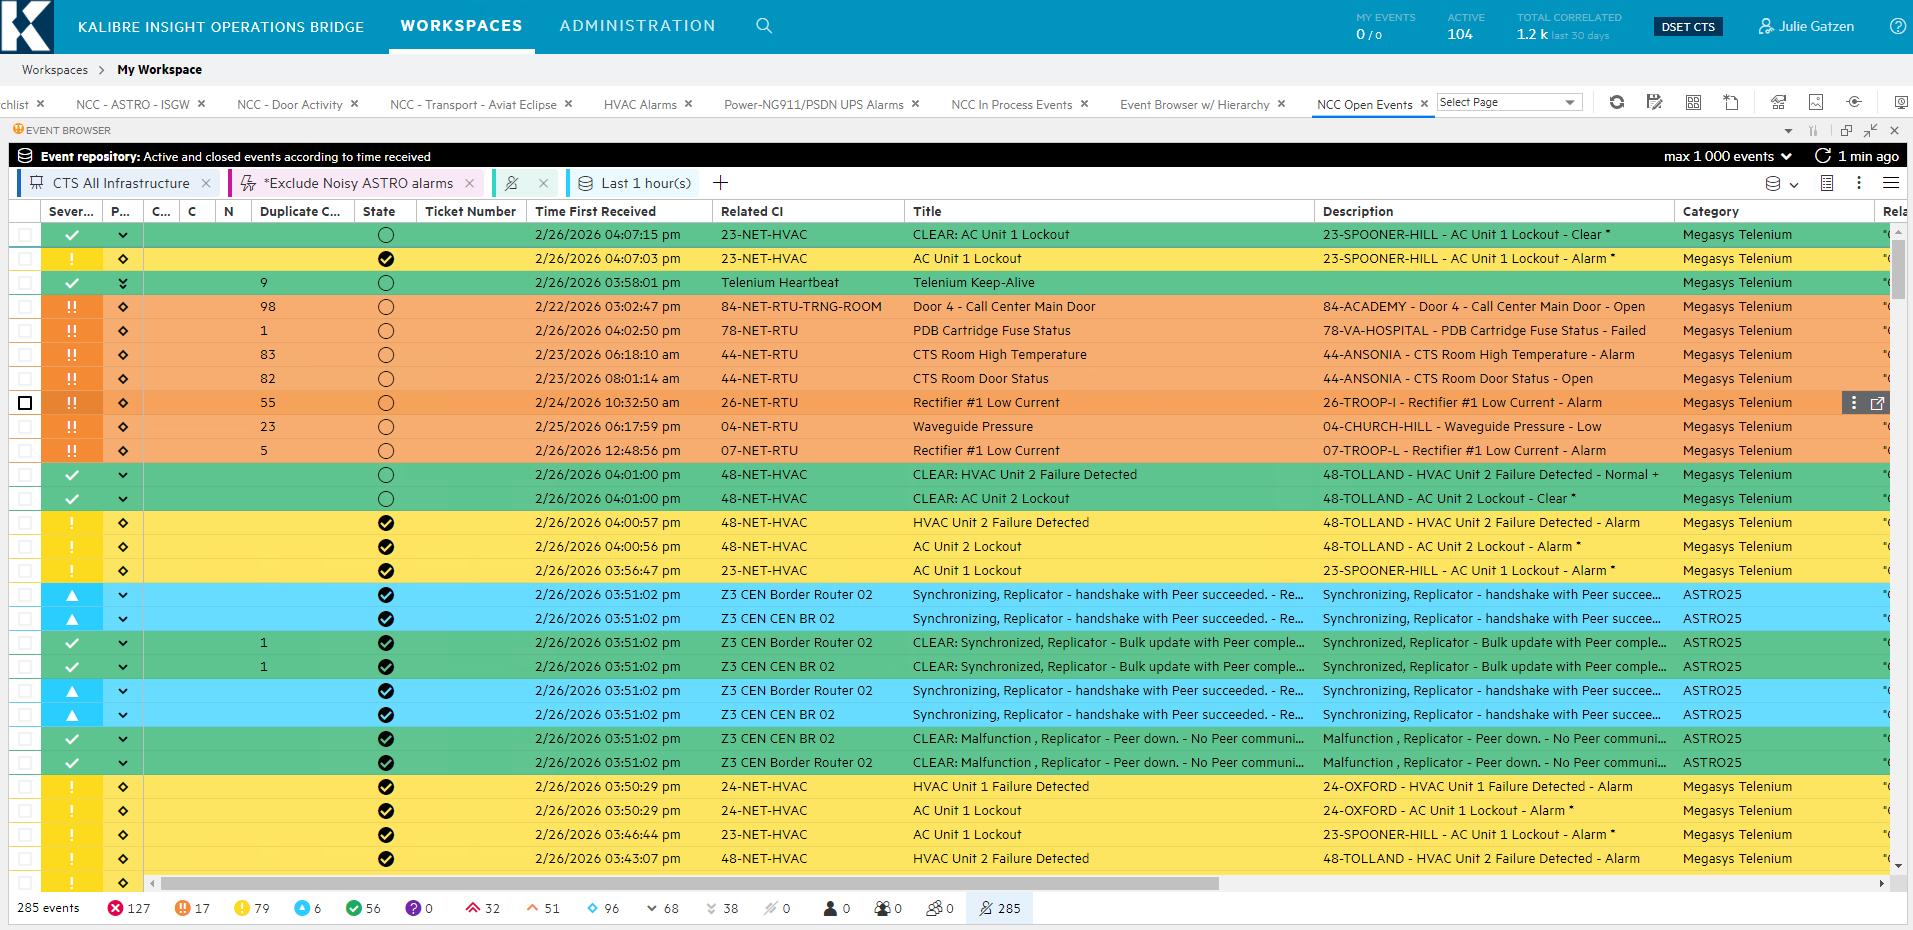 KALIBRE INSIGHT OPERATIONS BRIDGE WORKSPACES ADMINISTRATION MY EVENTS 0 / 0 ACTIVE 104 TOTAL CORRELATED 1.2 k last 30 days DSET CTS Julie Gatzen
Workspaces > My Workspace
chlist × NCC - ASTRO - ISGW × NCC - Door Activity × NCC - Transport - Aviat Eclipse × HVAC Alarms × Power-NG911/PSDN UPS Alarms × NCC In Process Events × Event Browser w/ Hierarchy × NCC Open Events × Select Page
EVENT BROWSER
Event repository: Active and closed events according to time received max 1 000 events 1 min ago
CTS All Infrastructure × *Exclude Noisy ASTRO alarms × × Last 1 hour(s) +
Sever... P... C... C N Duplicate C... State Ticket Number Time First Received Related CI Title Description Category Rela
2/26/2026 04:07:15 pm 23-NET-HVAC CLEAR: AC Unit 1 Lockout 23-SPOONER-HILL - AC Unit 1 Lockout - Clear * Megasys Telenium "(
! 2/26/2026 04:07:03 pm 23-NET-HVAC AC Unit 1 Lockout 23-SPOONER-HILL - AC Unit 1 Lockout - Alarm * Megasys Telenium "(
9 2/26/2026 03:58:01 pm Telenium Heartbeat Telenium Keep-Alive Megasys Telenium "(
!! 98 2/22/2026 03:02:47 pm 84-NET-RTU-TRNG-ROOM Door 4 - Call Center Main Door 84-ACADEMY - Door 4 - Call Center Main Door - Open Megasys Telenium "(
!! 1 2/26/2026 04:02:50 pm 78-NET-RTU PDB Cartridge Fuse Status 78-VA-HOSPITAL - PDB Cartridge Fuse Status - Failed Megasys Telenium "(
!! 83 2/23/2026 06:18:10 am 44-NET-RTU CTS Room High Temperature 44-ANSONIA - CTS Room High Temperature - Alarm Megasys Telenium "(
!! 82 2/23/2026 08:01:14 am 44-NET-RTU CTS Room Door Status 44-ANSONIA - CTS Room Door Status - Open Megasys Telenium "(
!! 55 2/24/2026 10:32:50 am 26-NET-RTU Rectifier #1 Low Current 26-TROOP-I - Rectifier #1 Low Current - Alarm Megasys Telenium
!! 23 2/25/2026 06:17:59 pm 04-NET-RTU Waveguide Pressure 04-CHURCH-HILL - Waveguide Pressure - Low Megasys Telenium "(
!! 5 2/26/2026 12:48:56 pm 07-NET-RTU Rectifier #1 Low Current 07-TROOP-L - Rectifier #1 Low Current - Alarm Megasys Telenium "(
2/26/2026 04:01:00 pm 48-NET-HVAC CLEAR: HVAC Unit 2 Failure Detected 48-TOLLAND - HVAC Unit 2 Failure Detected - Normal + Megasys Telenium "(
2/26/2026 04:01:00 pm 48-NET-HVAC CLEAR: AC Unit 2 Lockout 48-TOLLAND - AC Unit 2 Lockout - Clear * Megasys Telenium "(
! 2/26/2026 04:00:57 pm 48-NET-HVAC HVAC Unit 2 Failure Detected 48-TOLLAND - HVAC Unit 2 Failure Detected - Alarm Megasys Telenium "(
! 2/26/2026 04:00:56 pm 48-NET-HVAC AC Unit 2 Lockout 48-TOLLAND - AC Unit 2 Lockout - Alarm * Megasys Telenium "(
! 2/26/2026 03:56:47 pm 23-NET-HVAC AC Unit 1 Lockout 23-SPOONER-HILL - AC Unit 1 Lockout - Alarm * Megasys Telenium "(
2/26/2026 03:51:02 pm Z3 CEN Border Router 02 Synchronizing, Replicator - handshake with Peer succeeded. - Re... Synchronizing, Replicator - handshake with Peer succee... ASTRO25 "(
2/26/2026 03:51:02 pm Z3 CEN CEN BR 02 Synchronizing, Replicator - handshake with Peer succeeded. - Re... Synchronizing, Replicator - handshake with Peer succee... ASTRO25 "(
1 2/26/2026 03:51:02 pm Z3 CEN Border Router 02 CLEAR: Synchronized, Replicator - Bulk update with Peer comple... Synchronized, Replicator - Bulk update with Peer comple... ASTRO25 "(
1 2/26/2026 03:51:02 pm Z3 CEN CEN BR 02 CLEAR: Synchronized, Replicator - Bulk update with Peer comple... Synchronized, Replicator - Bulk update with Peer comple... ASTRO25 "(
2/26/2026 03:51:02 pm Z3 CEN Border Router 02 Synchronizing, Replicator - handshake with Peer succeeded. - Re... Synchronizing, Replicator - handshake with Peer succee... ASTRO25 "(
2/26/2026 03:51:02 pm Z3 CEN CEN BR 02 Synchronizing, Replicator - handshake with Peer succeeded. - Re... Synchronizing, Replicator - handshake with Peer succee... ASTRO25 "(
2/26/2026 03:51:02 pm Z3 CEN CEN BR 02 CLEAR: Malfunction , Replicator - Peer down. - No Peer communi... Malfunction , Replicator - Peer down. - No Peer communi... ASTRO25 "(
2/26/2026 03:51:02 pm Z3 CEN Border Router 02 CLEAR: Malfunction , Replicator - Peer down. - No Peer communi... Malfunction , Replicator - Peer down. - No Peer communi... ASTRO25 "(
! 2/26/2026 03:50:29 pm 24-NET-HVAC HVAC Unit 1 Failure Detected 24-OXFORD - HVAC Unit 1 Failure Detected - Alarm Megasys Telenium "(
! 2/26/2026 03:50:29 pm 24-NET-HVAC AC Unit 1 Lockout 24-OXFORD - AC Unit 1 Lockout - Alarm * Megasys Telenium "(
! 2/26/2026 03:46:44 pm 23-NET-HVAC AC Unit 1 Lockout 23-SPOONER-HILL - AC Unit 1 Lockout - Alarm * Megasys Telenium "(
! 2/26/2026 03:43:07 pm 48-NET-HVAC HVAC Unit 2 Failure Detected 48-TOLLAND - HVAC Unit 2 Failure Detected - Alarm Megasys Telenium "(
!
285 events 127 17 79 6 56 0 32 51 96 68 38 0 0 0 0 285